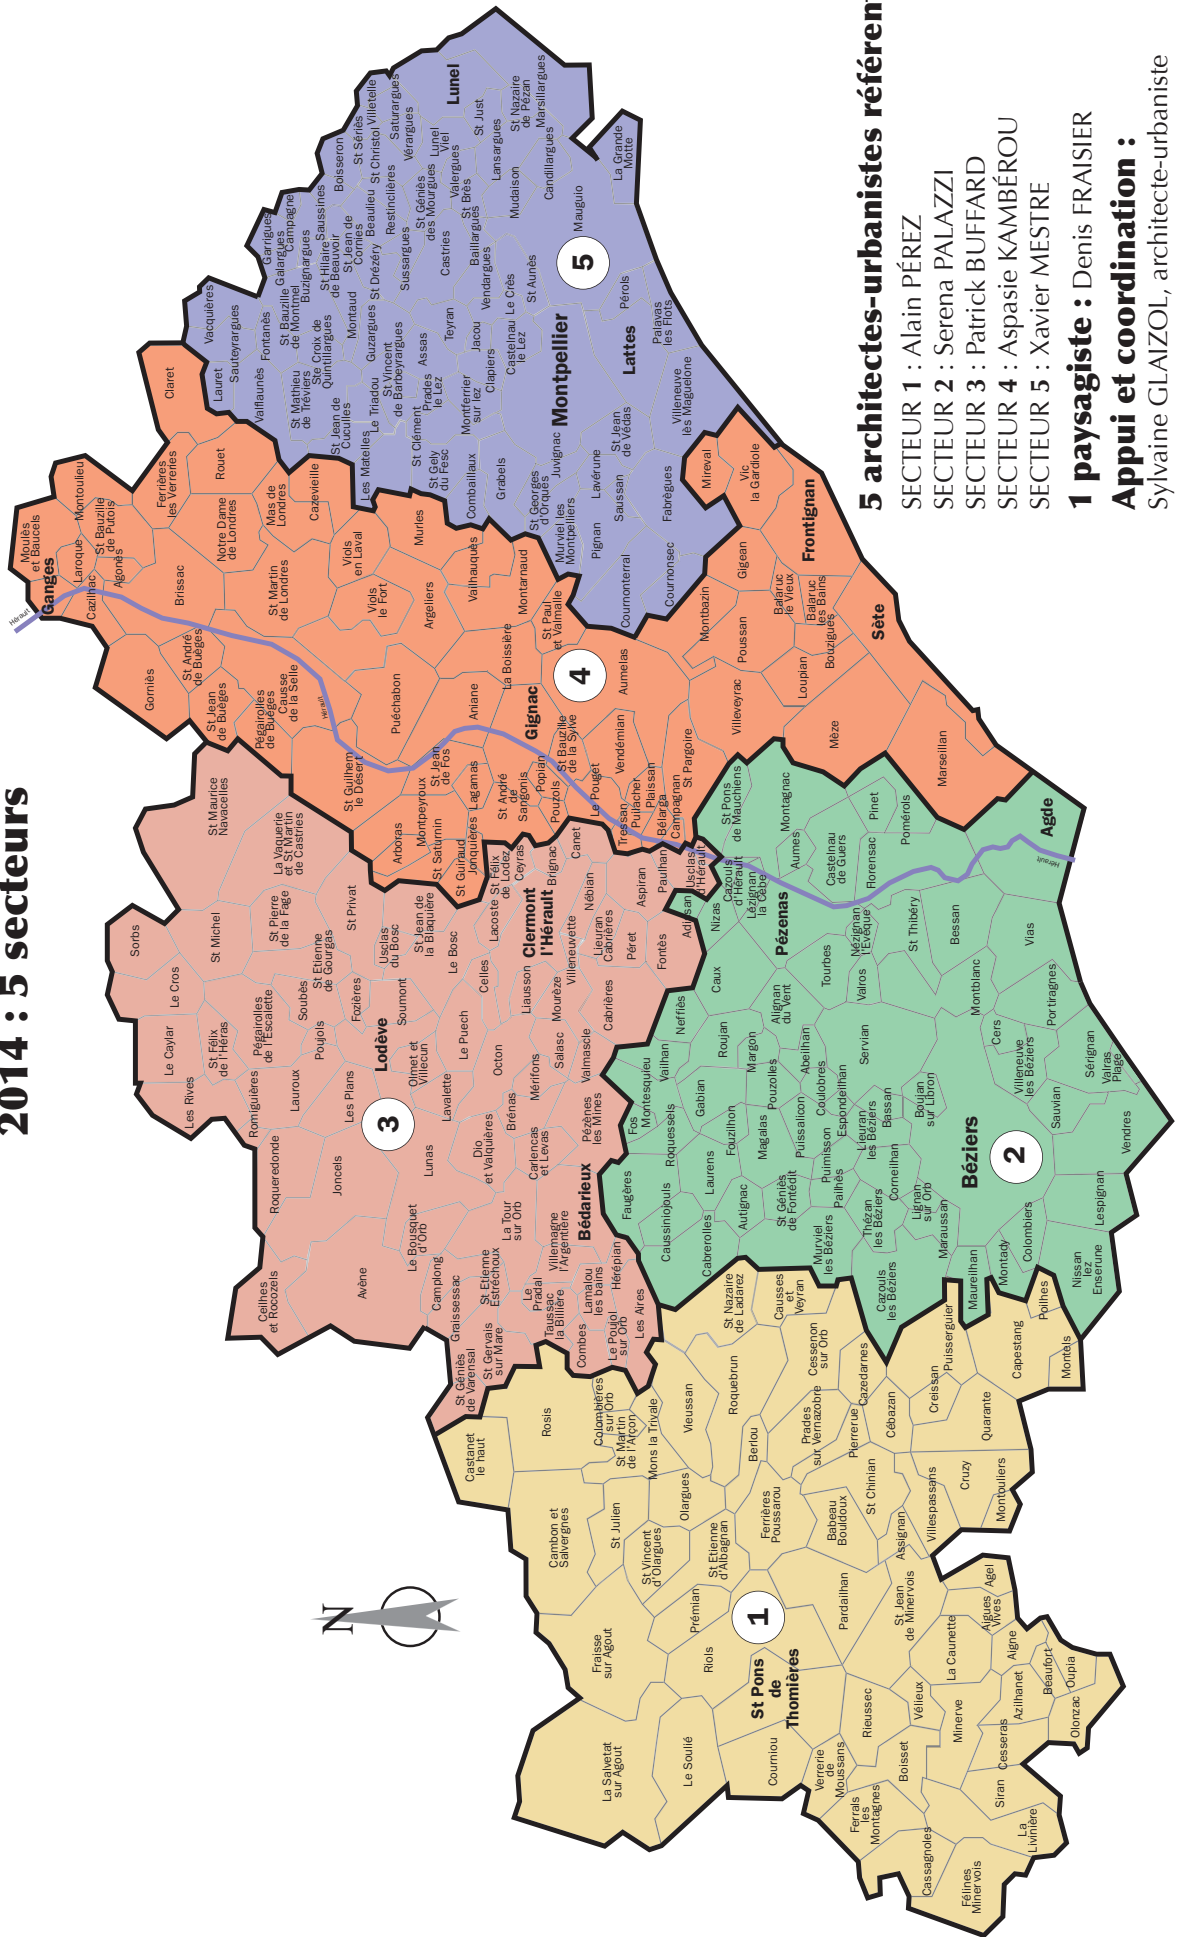 2014 : 5 secteurs
N
1
St Pons
de
Thomières
La Salvetat
sur Agout
Fraisse
sur Agout
Cambon et
Salvergnes
Castanet
le haut
Rosis
St Julien
Colombières
sur Orb
St Martin
de l'Arçon
Mons la Trivale
St Vincent
d'Olargues
Olargues
Vieussan
Le Soulié
Riols
Prémian
St Etienne
d'Albagnan
Ferrières
Poussarou
Berlou
Roquebrun
St Nazaire
de Ladarez
Causses
et
Veyran
Cessenon
sur Orb
Prades
sur Vernazobre
Pierrerue
Cazedarnes
Cébazan
Creissan
Puisserguier
Babeau
Bouldoux
St Chinian
Assignan
Villespassans
Cruzy
Montouliers
Quarante
Capestang
Poilhes
Montels
Courniou
Verrerie
de
Moussans
Pardailhan
Rieussec
St Jean
de Minervois
Vélieux
Boisset
Ferrals
les
Montagnes
Cassagnoles
Félines
Minervois
La
Livinière
Siran
Cesseras
Minerve
La Caunette
Aigues
Vives
Agel
Aigne
Azilhanet
Beaufort
Oupia
Olonzac
2
Béziers
Pézenas
Agde
Fos
Montesquieu
Vailhan
Neffiès
Caux
Nizas
Adissan
Usclas
d'Hérault
Cazouls
d'Hérault
Lézignan
la Cèbe
St Pons
de Mauchiens
Montagnac
Aumes
Castelnau
de Guers
Pinet
Pomérols
Florensac
Faugères
Roquessels
Gabian
Roujan
Margon
Alignan
du Vent
Tourbes
Valros
Nézignan
l'Evêque
St Thibéry
Bessan
Vias
Caussiniojouls
Laurens
Fouzilhon
Magalas
Pouzolles
Abeilhan
Coulobres
Servian
Montblanc
Cabrerolles
Autignac
St Géniès
de Fontédit
Puissalicon
Puimisson
Espondeilhan
Pailhès
Lieuran
les Béziers
Bassan
Boujan
sur Libron
Murviel
les Béziers
Thézan
les Béziers
Corneilhan
Lignan
sur Orb
Maraussan
Cazouls
les Béziers
Maureilhan
Montady
Colombiers
Nissan
lez
Enserune
Lespignan
Vendres
Sauvian
Sérignan
Valras
Plage
Villeneuve
les Béziers
Cers
Portiragnes
Hérault
3
Lodève
Clermont
l'Hérault
Bédarieux
Sorbs
St Maurice
Navacelles
Le Cros
Le Caylar
Les Rives
St Michel
St Félix
de l'Héras
Pégairolles
de l'Escalette
La Vaquerie
et St Martin
de Castries
St Pierre
de la Fage
St Privat
St Etienne
de Gourgas
Soubès
Poujols
Fozières
Usclas
du Bosc
Soumont
St Jean de
la Blaquière
Le Bosc
Romiguières
Roqueredonde
Lauroux
Les Plans
Joncels
Lunas
Olmet et
Villecun
Lavalette
Le Puech
Celles
Lacoste
St Félix
de Lodez
Ceyras
Brignac
Canet
Nébian
Ceilhes
et Rocozels
Avène
Le Bousquet
d'Orb
Camplong
Graissessac
St Etienne
Estréchoux
St Géniès
de Varensal
St Gervais
sur Mare
La Tour
sur Orb
Dio
et Valquières
Brénas
Octon
Mérifons
Salasc
Liausson
Mourèze
Villeneuvette
Lieuran
Cabrières
Cabrières
Péret
Aspiran
Paulhan
Fontès
Valmascle
Carlencas
et Levas
Pézènes
les Mines
Villemagne
l'Argentière
Le
Pradal
Taussac
la Billière
Lamalou
les bains
Hérépian
Combes
Le Poujol
sur Orb
Les Aires
4
Ganges
Gignac
Sète
Frontignan
Hérault
Moulès
et Baucels
Laroque
Cazilhac
Montoulieu
St Bauzille
de Putois
Agonès
Brissac
Ferrières
les Verreries
Claret
Rouet
Notre Dame
de Londres
Mas de
Londres
Cazevieille
St Martin
de Londres
Viols
en Laval
Viols
le Fort
Murles
Argeliers
Vailhauquès
Montarnaud
St Paul
et Valmalle
Gorniès
St André
de Buèges
St Jean
de Buèges
Pégairolles
de Buèges
Causse
de la Selle
Hérault
St Guilhem
le Désert
Puéchabon
Aniane
La Boissière
Arboras
Montpeyroux
St Jean
de Fos
Lagamas
St Saturnin
St Guiraud
Jonquières
St André
de
Sangonis
Popian
Pouzols
St Bauzille
de la Sylve
Le Pouget
Vendémian
Aumelas
Tressan
Puilacher
Plaissan
Bélarga
Campagnan
St Pargoire
Villeveyrac
Montbazin
Poussan
Gigean
Loupian
Bouzigues
Balaruc
le Vieux
Balaruc
les Bains
Mèze
Marseillan
Mireval
Vic
la Gardiole
5
Montpellier
Lattes
Lunel
Vacquières
Lauret
Sauteyrargues
Valflaunès
Fontanès
Garrigues
Galargues
Campagne
St Bauzille
de Montmel
Buzignargues
St Hilaire
de Beauvoir
Saussines
Boisseron
St Sériès
St Christol
Villetelle
Saturargues
Vérargues
St Mathieu
de Tréviers
Ste Croix de
Quintillargues
Montaud
St Jean de
Cornies
Beaulieu
Restinclières
St Jean de
Cuculles
Le Triadou
Guzargues
St Drézéry
Sussargues
St Géniès
des Mourgues
Lunel
Viel
Valergues
St Just
St Nazaire
de Pézan
Marsillargues
Les Matelles
St Vincent
de Barbeyrargues
Assas
Teyran
Castries
St Brès
Baillargues
Lansargues
St Clément
Prades
le Lez
St Gely
du Fesc
Jacou
Vendargues
Mudaison
Candillargues
Combaillaux
Montferrier
sur lez
Clapiers
Castelnau
le Lez
Le Crès
St Aunès
Mauguio
La Grande
Motte
Grabels
Juvignac
St Georges
d'Orques
Murviel les
Montpelliers
Pignan
Lavérune
Saussan
St Jean
de Védas
Pérols
Palavas
les Flots
Villeneuve
lès Maguelone
Fabrègues
Cournonterral
Cournonsec
5 architectes-urbanistes référen
SECTEUR 1 : Alain PÉREZ
SECTEUR 2 : Serena PALAZZI
SECTEUR 3 : Patrick BUFFARD
SECTEUR 4 : Aspasie KAMBÉROU
SECTEUR 5 : Xavier MESTRE
1 paysagiste : Denis FRAISIER
Appui et coordination :
Sylvaine GLAIZOL, architecte-urbaniste